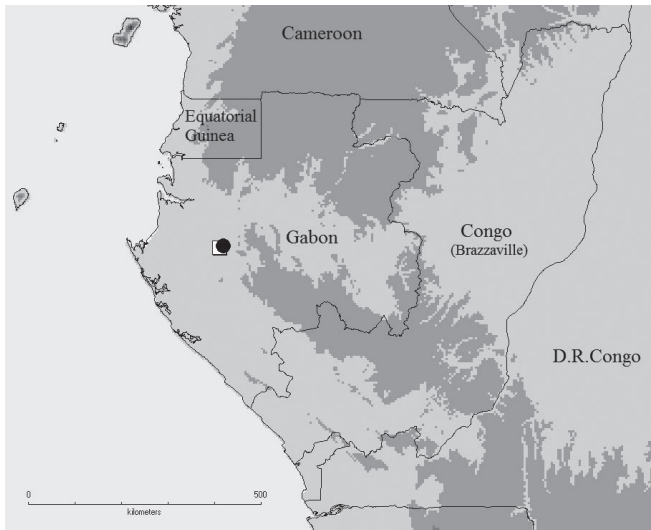 Cameroon
Equatorial
Guinea
Gabon
Congo
(Brazzaville)
D.R.Congo
0
500
kilometers